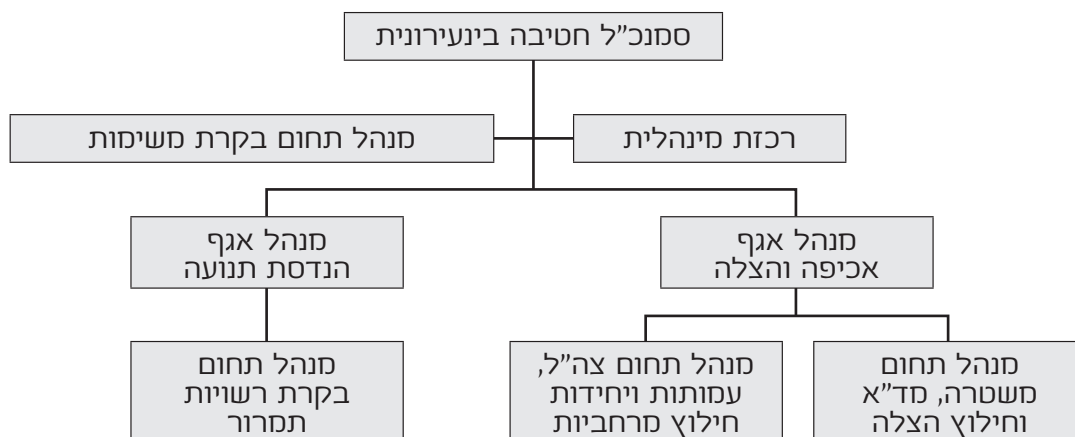 סמנכ"ל חטיבה בינעירונית
רכזת מינהלית
מנהל תחום בקרת משימות
מנהל אגף
אכיפה והצלה
מנהל אגף
הנדסת תנועה
מנהל תחום
משטרה, מד"א
וחילוץ הצלה
מנהל תחום צה"ל,
עמותות ויחידות
חילוץ מרחביות
מנהל תחום
בקרת רשויות
תמרור